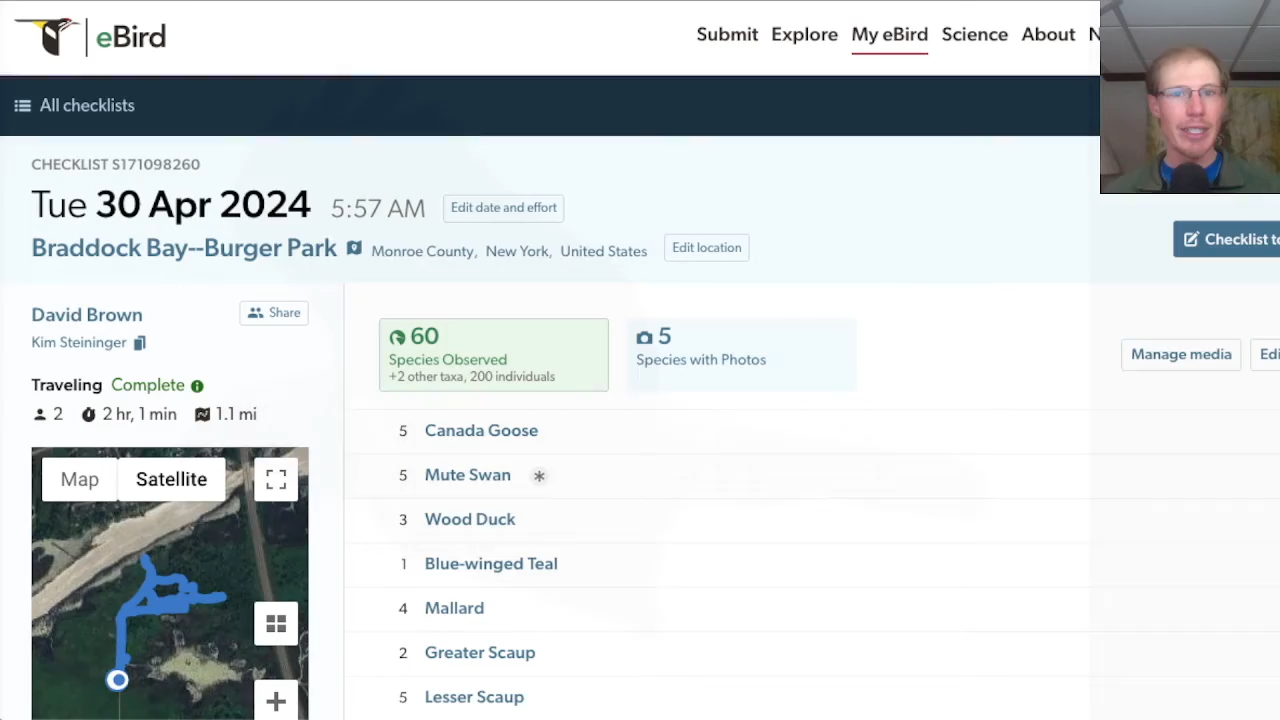 eBird
Submit Explore My eBird Science About N
All checklists
CHECKLIST S171098260
Tue 30 Apr 2024 5:57 AM Edit date and effort
Braddock Bay--Burger Park Monroe County, New York, United States Edit location
Checklist to
David Brown Share
Kim Steininger
Traveling Complete
2 2 hr, 1 min 1.1 mi
Map Satellite
60
Species Observed
+2 other taxa, 200 individuals
5
Species with Photos
Manage media Edi
5 Canada Goose
5 Mute Swan *
3 Wood Duck
1 Blue-winged Teal
4 Mallard
2 Greater Scaup
5 Lesser Scaup